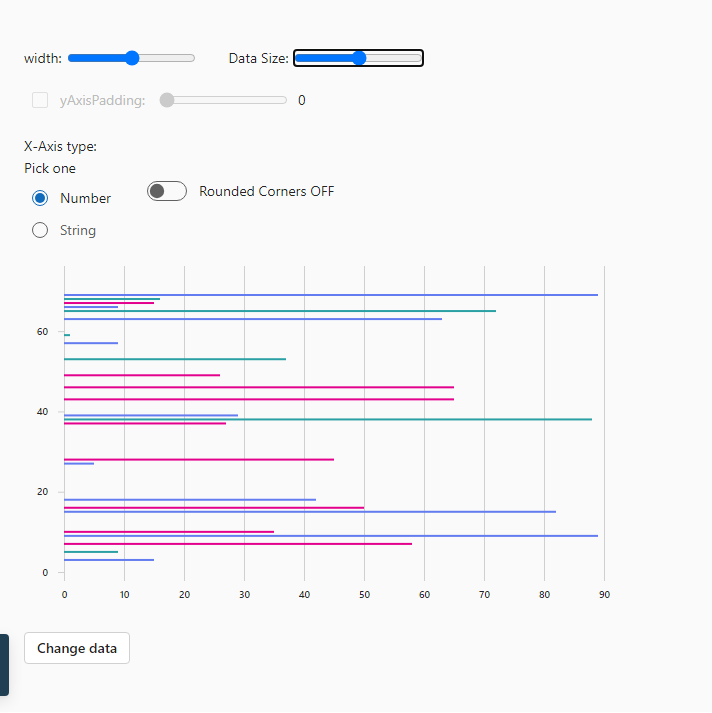 width: Data Size:
yAxisPadding: 0
X-Axis type:
Pick one
Number
Rounded Corners OFF
String
60
40
20
0
0 10 20 30 40 50 60 70 80 90
Change data